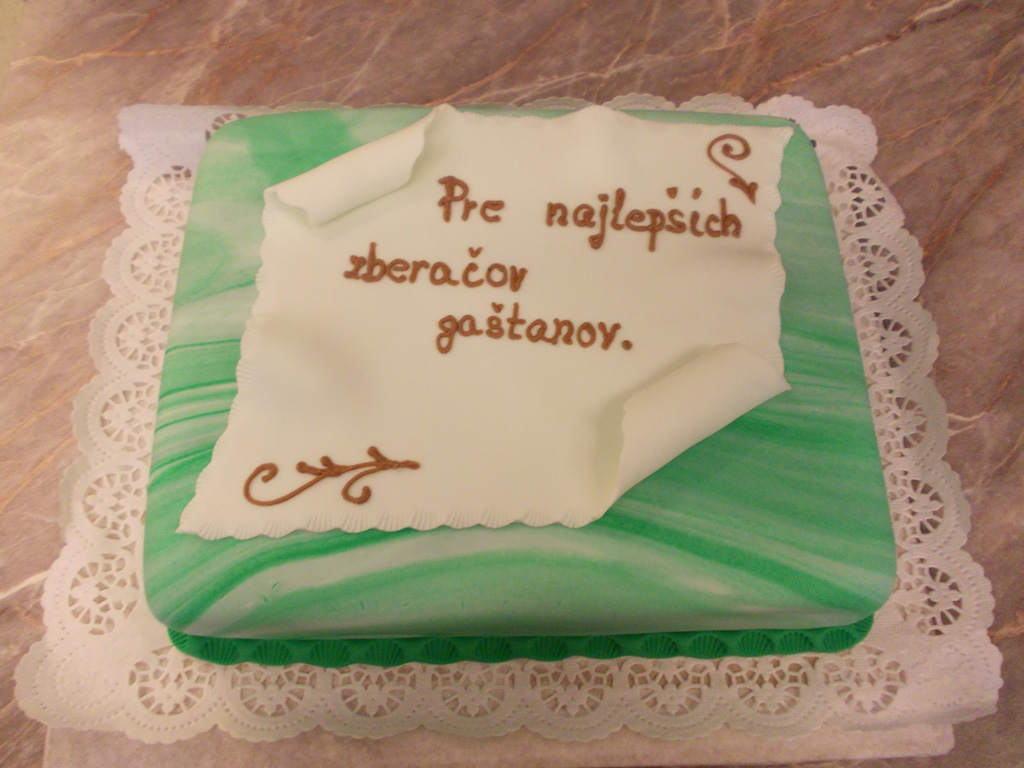 Pre najlepších
zberačov
gaštanov.